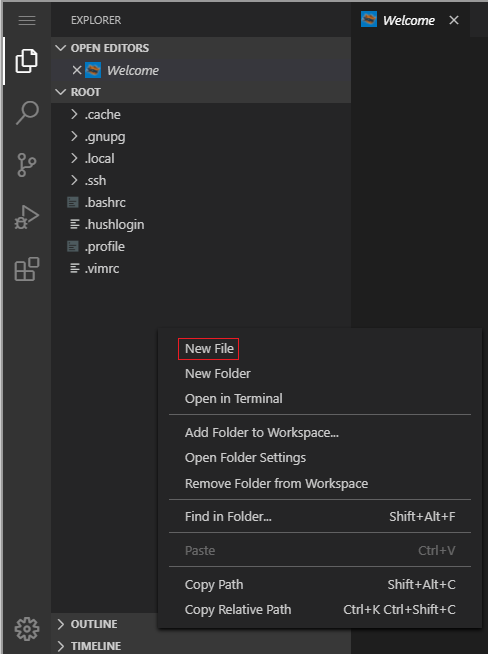 EXPLORER
Welcome
OPEN EDITORS
Welcome
ROOT
.cache
.gnupg
.local
.ssh
.bashrc
.hushlogin
.profile
.vimrc
New File
New Folder
Open in Terminal
Add Folder to Workspace...
Open Folder Settings
Remove Folder from Workspace
Find in Folder... Shift+Alt+F
Paste Ctrl+V
Copy Path Shift+Alt+C
Copy Relative Path Ctrl+K Ctrl+Shift+C
OUTLINE
TIMELINE